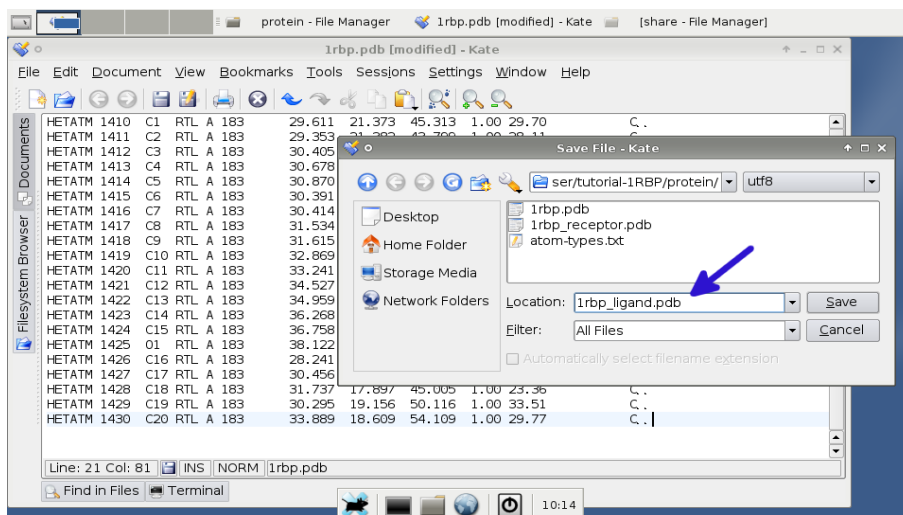 protein - File Manager 1rbp.pdb [modified] - Kate [share - File Manager]
1rbp.pdb [modified] - Kate
File Edit Document View Bookmarks Tools Sessions Settings Window Help
Documents
Filesystem Browser
HETATM 1410 C1 RTL A 183 29.611 21.373 45.313 1.00 29.70 C..
HETATM 1411 C2 RTL A 183 29.353
HETATM 1412 C3 RTL A 183 30.405
HETATM 1413 C4 RTL A 183 30.678
HETATM 1414 C5 RTL A 183 30.870
HETATM 1415 C6 RTL A 183 30.391
HETATM 1416 C7 RTL A 183 30.414
HETATM 1417 C8 RTL A 183 31.534
HETATM 1418 C9 RTL A 183 31.615
HETATM 1419 C10 RTL A 183 32.869
HETATM 1420 C11 RTL A 183 33.241
HETATM 1421 C12 RTL A 183 34.527
HETATM 1422 C13 RTL A 183 34.959
HETATM 1423 C14 RTL A 183 36.268
HETATM 1424 C15 RTL A 183 36.758
HETATM 1425 O1 RTL A 183 38.122
HETATM 1426 C16 RTL A 183 28.241
HETATM 1427 C17 RTL A 183 30.456
HETATM 1428 C18 RTL A 183 31.737 17.897 45.005 1.00 23.36 C..
HETATM 1429 C19 RTL A 183 30.295 19.156 50.116 1.00 33.51 C..
HETATM 1430 C20 RTL A 183 33.889 18.609 54.109 1.00 29.77 C..
Save File - Kate
ser/tutorial-1RBP/protein/ utf8
Desktop
Home Folder
Storage Media
Network Folders
1rbp.pdb
1rbp_receptor.pdb
atom-types.txt
Location: 1rbp_ligand.pdb Save
Filter: All Files Cancel
Automatically select filename extension
Line: 21 Col: 81 INS NORM 1rbp.pdb
Find in Files Terminal
10:14